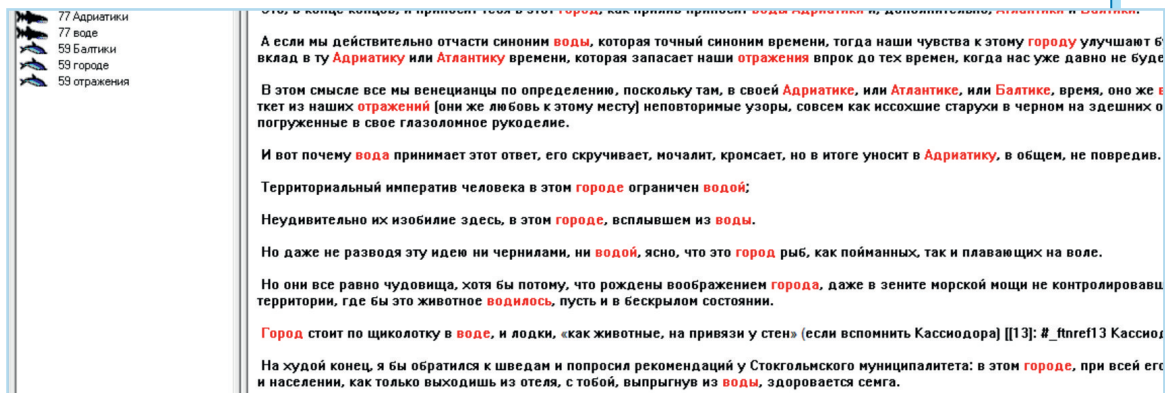 77 Адриатики
77 воде
59 Балтики
59 городе
59 отражения
Это, в конце концов, и приносит тебя в этот город, как прилив приносит воды Адриатики и, дополнительно, Атлантики и Балтики.
А если мы действительно отчасти синоним воды, которая точный синоним времени, тогда наши чувства к этому городу улучшают б
вклад в ту Адриатику или Атлантику времени, которая запасает наши отражения впрок до тех времен, когда нас уже давно не буде
В этом смысле все мы венецианцы по определению, поскольку там, в своей Адриатике, или Атлантике, или Балтике, время, оно же в
ткет из наших отражений (они же любовь к этому месту) неповторимые узоры, совсем как иссохшие старухи в черном на здешних о
погруженные в свое глазоломное рукоделие.
И вот почему вода принимает этот ответ, его скручивает, мочалит, кромсает, но в итоге уносит в Адриатику, в общем, не повредив.
Территориальный императив человека в этом городе ограничен водой;
Неудивительно их изобилие здесь, в этом городе, всплывшем из воды.
Но даже не разводя эту идею ни чернилами, ни водой, ясно, что это город рыб, как пойманных, так и плавающих на воле.
Но они все равно чудовища, хотя бы потому, что рождены воображением города, даже в зените морской мощи не контролировавш
территории, где бы это животное водилось, пусть и в бескрылом состоянии.
Город стоит по щиколотку в воде, и лодки, «как животные, на привязи у стен» (если вспомнить Кассиодора) [[13]: #_ftnref13 Кассиод
На худой конец, я бы обратился к шведам и попросил рекомендаций у Стокгольмского муниципалитета: в этом городе, при всей его
и населении, как только выходишь из отеля, с тобой, выпрыгнув из воды, здоровается семга.